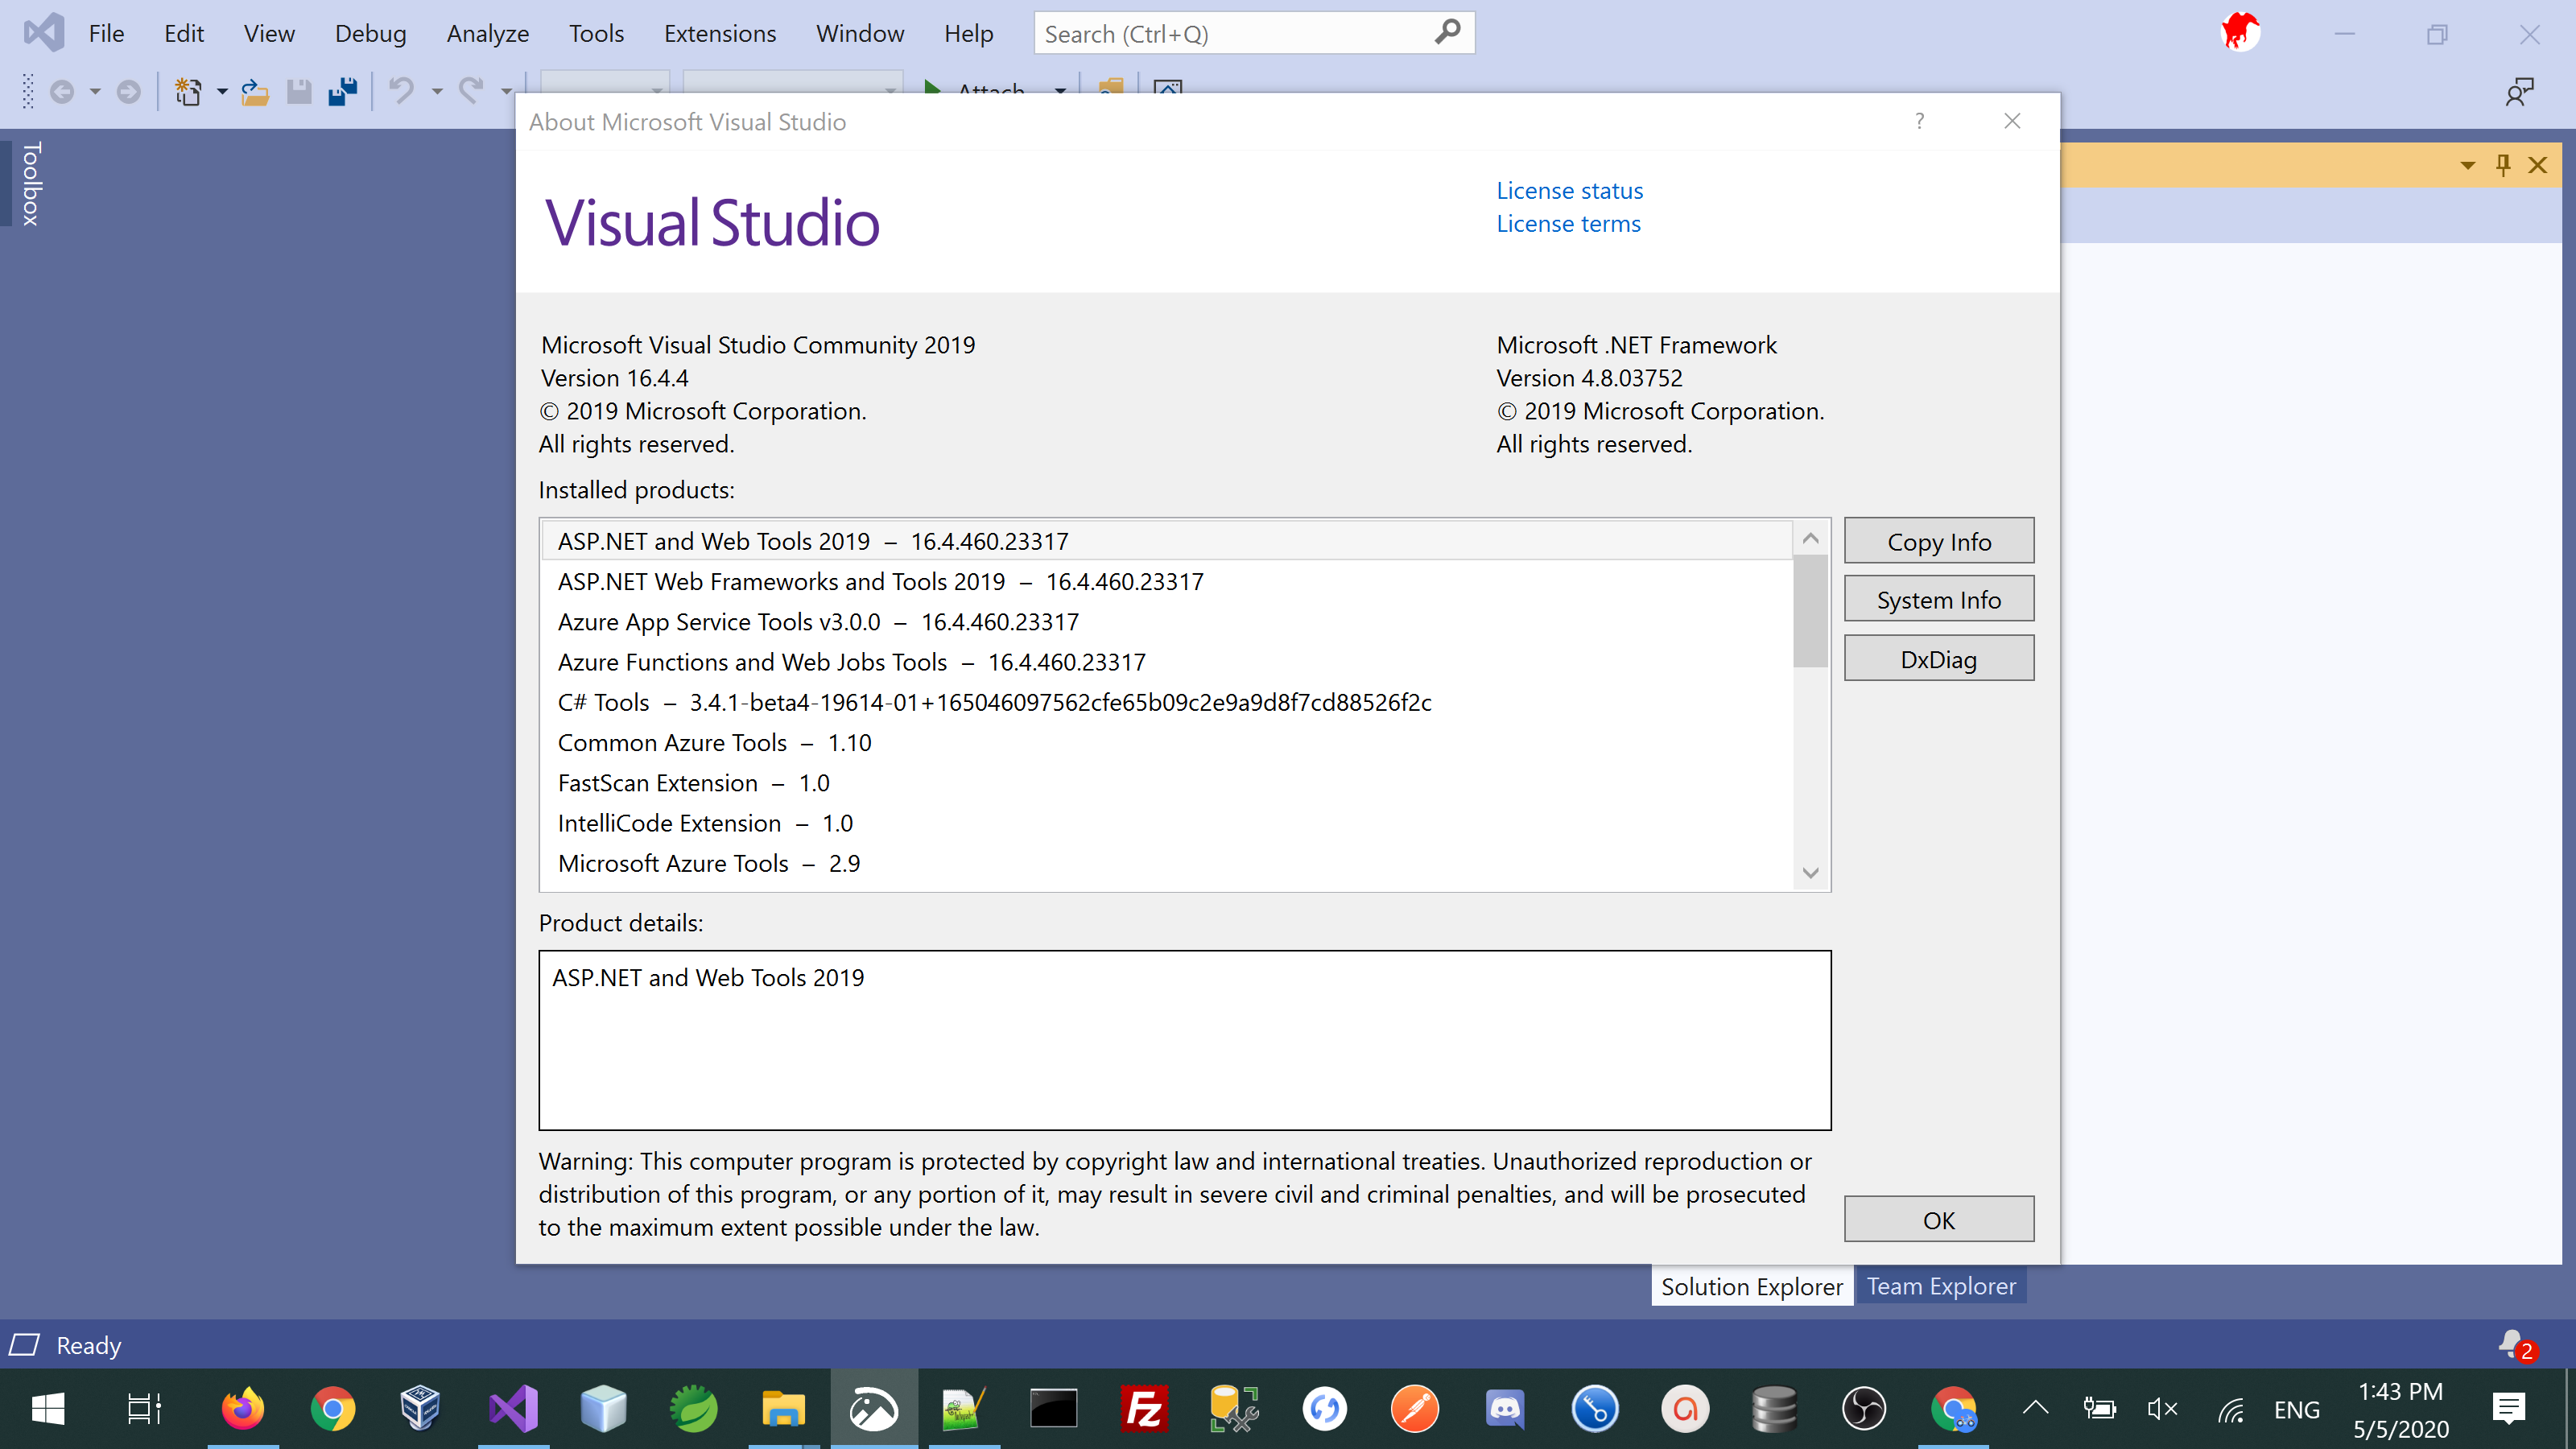 File Edit View Debug Analyze Tools Extensions Window Help Search (Ctrl+Q)
Attach
Toolbox
About Microsoft Visual Studio ?
Visual Studio
License status
License terms
Microsoft Visual Studio Community 2019
Version 16.4.4
© 2019 Microsoft Corporation.
All rights reserved.
Microsoft .NET Framework
Version 4.8.03752
© 2019 Microsoft Corporation.
All rights reserved.
Installed products:
ASP.NET and Web Tools 2019 – 16.4.460.23317
ASP.NET Web Frameworks and Tools 2019 – 16.4.460.23317
Azure App Service Tools v3.0.0 – 16.4.460.23317
Azure Functions and Web Jobs Tools – 16.4.460.23317
C# Tools – 3.4.1-beta4-19614-01+165046097562cfe65b09c2e9a9d8f7cd88526f2c
Common Azure Tools – 1.10
FastScan Extension – 1.0
IntelliCode Extension – 1.0
Microsoft Azure Tools – 2.9
Copy Info
System Info
DxDiag
Product details:
ASP.NET and Web Tools 2019
Warning: This computer program is protected by copyright law and international treaties. Unauthorized reproduction or
distribution of this program, or any portion of it, may result in severe civil and criminal penalties, and will be prosecuted
to the maximum extent possible under the law.
OK
Solution Explorer Team Explorer
Ready
2
Fz
ENG
1:43 PM
5/5/2020